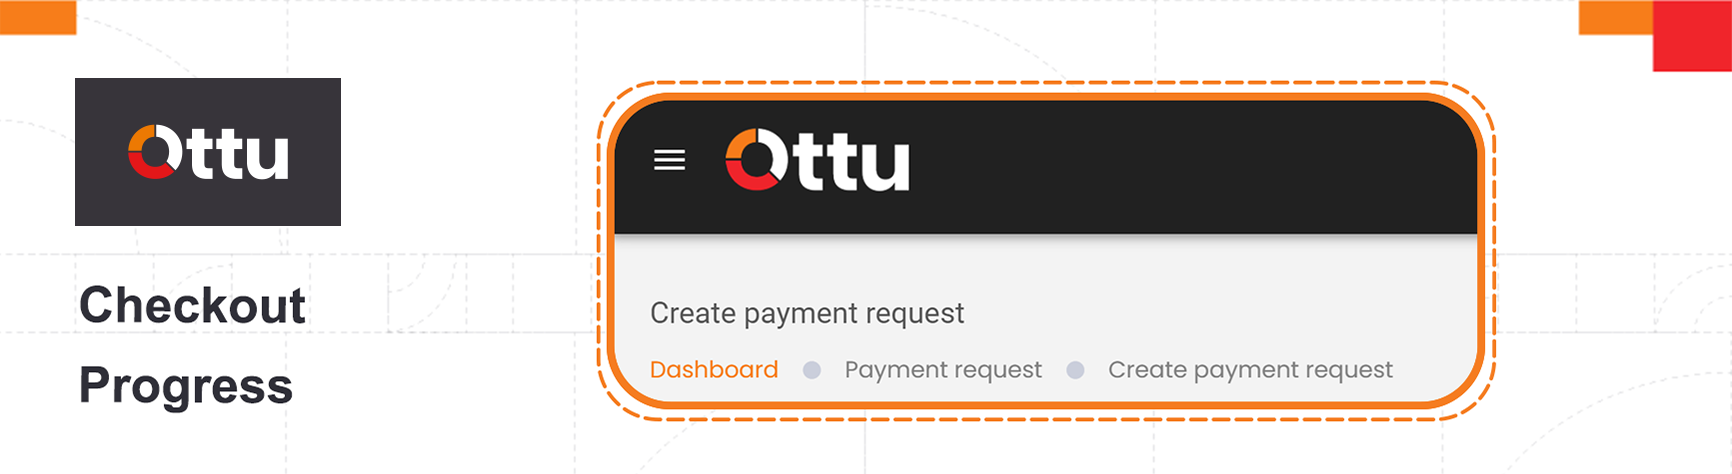 Ottu
Checkout
Progress
Ottu
Create payment request
Dashboard Payment request Create payment request